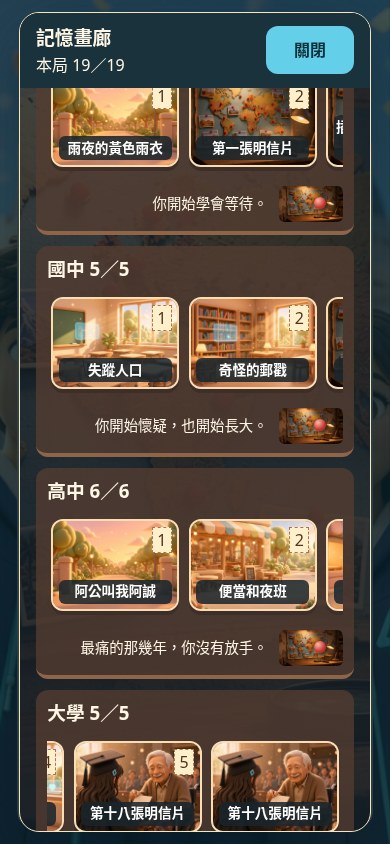 記憶畫廊
本局 19／19
關閉
1
2
雨夜的黃色雨衣
第一張明信片
你開始學會等待。
國中 5／5
1
2
失蹤人口
奇怪的郵戳
你開始懷疑，也開始長大。
高中 6／6
1
2
阿公叫我阿誠
便當和夜班
最痛的那幾年，你沒有放手。
大學 5／5
4
5
第十八張明信片
第十八張明信片